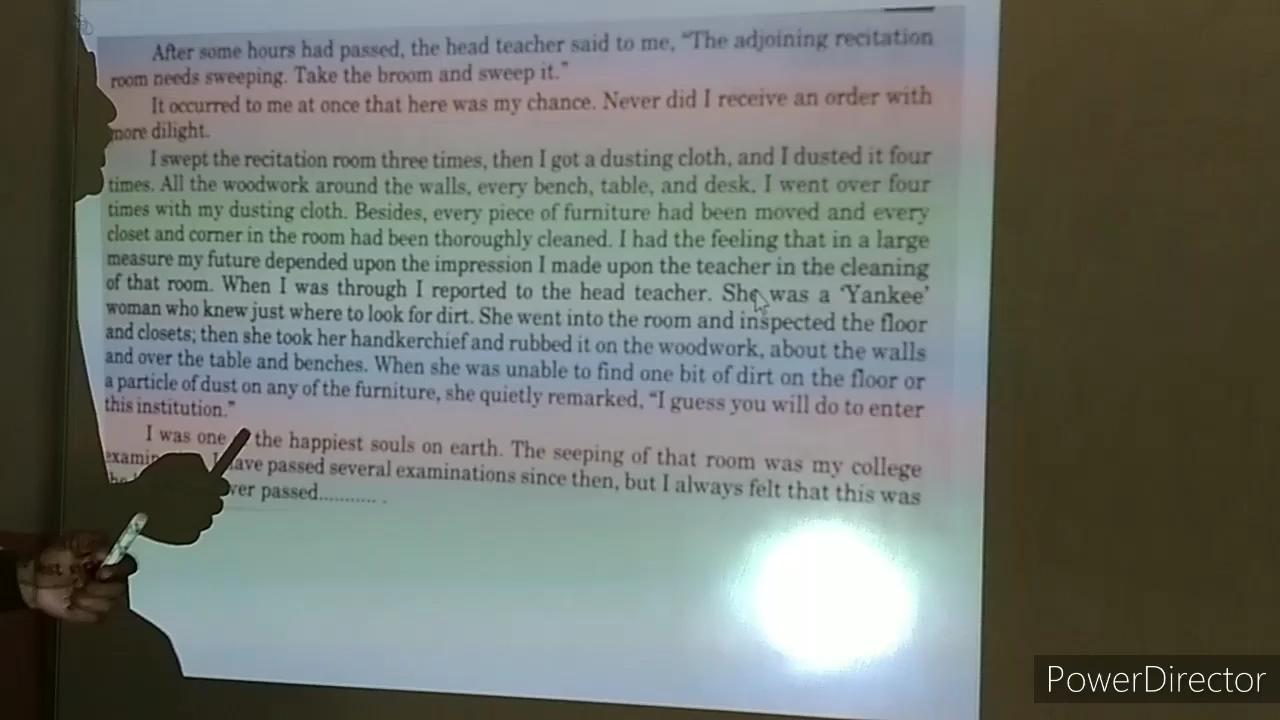 After some hours had passed, the head teacher said to me, “The adjoining recitation
room needs sweeping. Take the broom and sweep it.”
It occurred to me at once that here was my chance. Never did I receive an order with
more dilight.
I swept the recitation room three times, then I got a dusting cloth, and I dusted it four
times. All the woodwork around the walls, every bench, table, and desk, I went over four
times with my dusting cloth. Besides, every piece of furniture had been moved and every
closet and corner in the room had been thoroughly cleaned. I had the feeling that in a large
measure my future depended upon the impression I made upon the teacher in the cleaning
of that room. When I was through I reported to the head teacher. She was a ‘Yankee’
woman who knew just where to look for dirt. She went into the room and inspected the floor
and closets; then she took her handkerchief and rubbed it on the woodwork, about the walls
and over the table and benches. When she was unable to find one bit of dirt on the floor or
a particle of dust on any of the furniture, she quietly remarked, “I guess you will do to enter
this institution.”
I was one the happiest souls on earth. The seeping of that room was my college
have passed several examinations since then, but I always felt that this was
passed........... .
PowerDirector